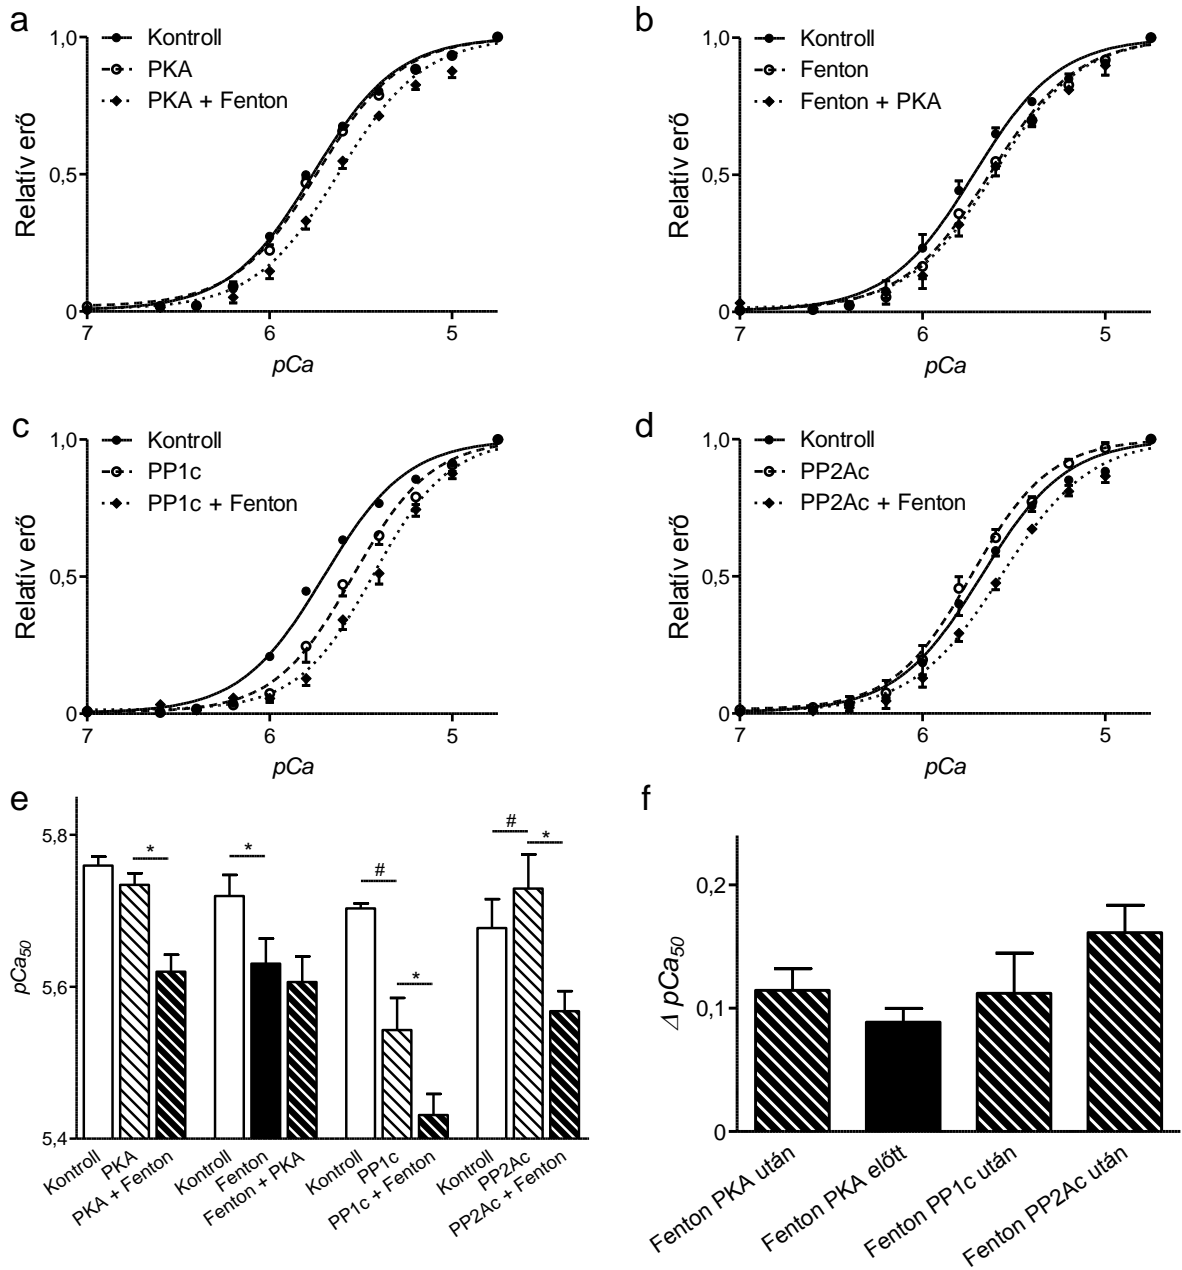 a
1,0
Kontroll
PKA
PKA + Fenton
0,5
0
Relatív erő
7
6
5
pCa
b
1,0
Kontroll
Fenton
Fenton + PKA
0,5
0
Relatív erő
7
6
5
pCa
c
1,0
Kontroll
PP1c
PP1c + Fenton
0,5
0
Relatív erő
7
6
5
pCa
d
1,0
Kontroll
PP2Ac
PP2Ac + Fenton
0,5
0
Relatív erő
7
6
5
pCa
e
5,8
5,6
5,4
pCa50
*
*
#
*
#
*
Kontroll
PKA
PKA + Fenton
Kontroll
Fenton
Fenton + PKA
Kontroll
PP1c
PP1c + Fenton
Kontroll
PP2Ac
PP2Ac + Fenton
f
0,2
0,1
0
Δ pCa50
Fenton PKA után
Fenton PKA előtt
Fenton PP1c után
Fenton PP2Ac után